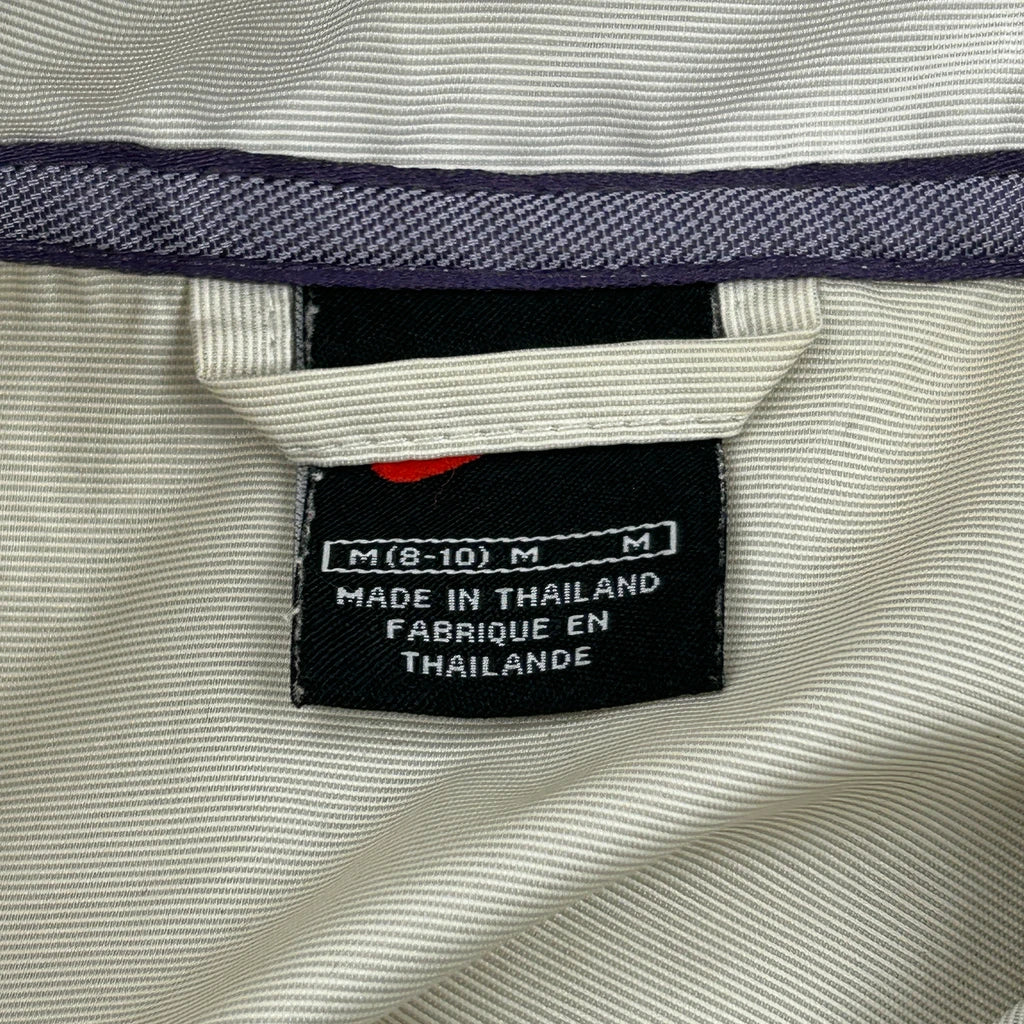 M (8-10) M M
MADE IN THAILAND
FABRIQUE EN
THAILANDE